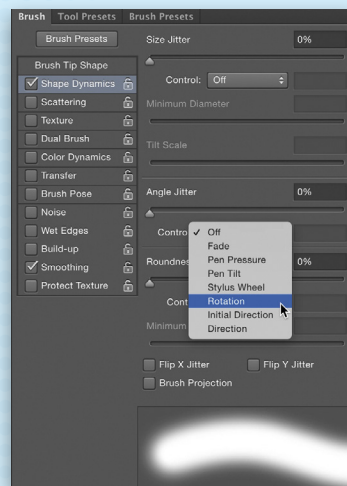 Brush Tool Presets Brush Presets
Brush Presets
Size Jitter 0%
Brush Tip Shape
Shape Dynamics
Control: Off
Scattering
Minimum Diameter
Texture
Dual Brush
Tilt Scale
Color Dynamics
Transfer
Brush Pose
Angle Jitter 0%
Noise
Wet Edges
Contro Off
Build-up
Fade
Smoothing
Roundne 0%
Pen Pressure
Protect Texture
Pen Tilt
Stylus Wheel
Cont Rotation
Initial Direction
Minimum
Direction
Flip X Jitter Flip Y Jitter
Brush Projection